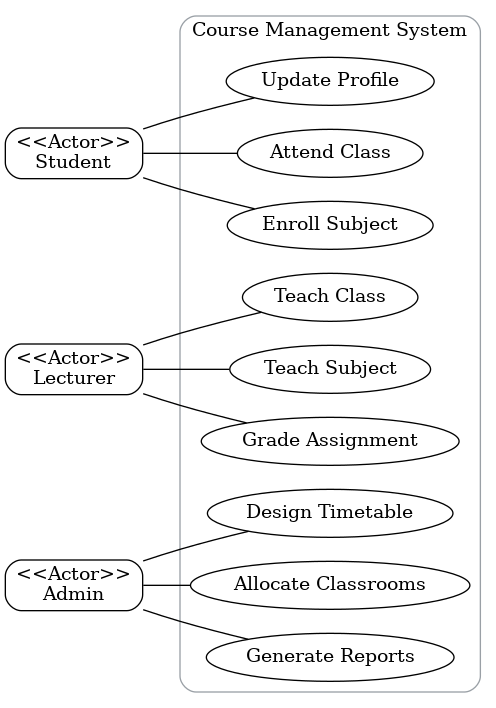 Course Management System
Update Profile
<<Actor>>
Student
Attend Class
Enroll Subject
Teach Class
<<Actor>>
Lecturer
Teach Subject
Grade Assignment
Design Timetable
<<Actor>>
Admin
Allocate Classrooms
Generate Reports